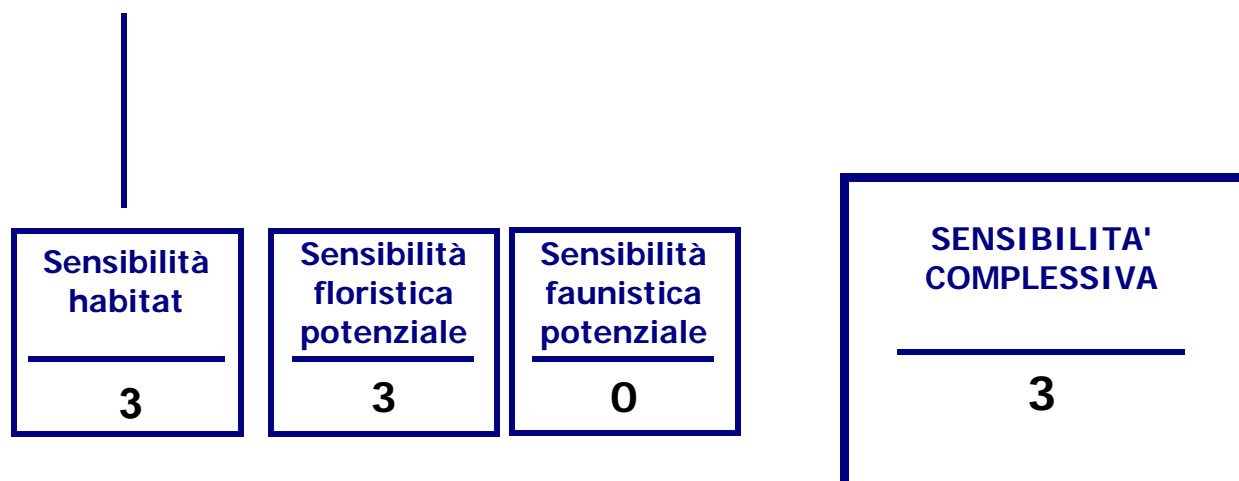 Sensibilità
habitat
3
Sensibilità
floristica
potenziale
3
Sensibilità
faunistica
potenziale
0
SENSIBILITA'
COMPLESSIVA
3